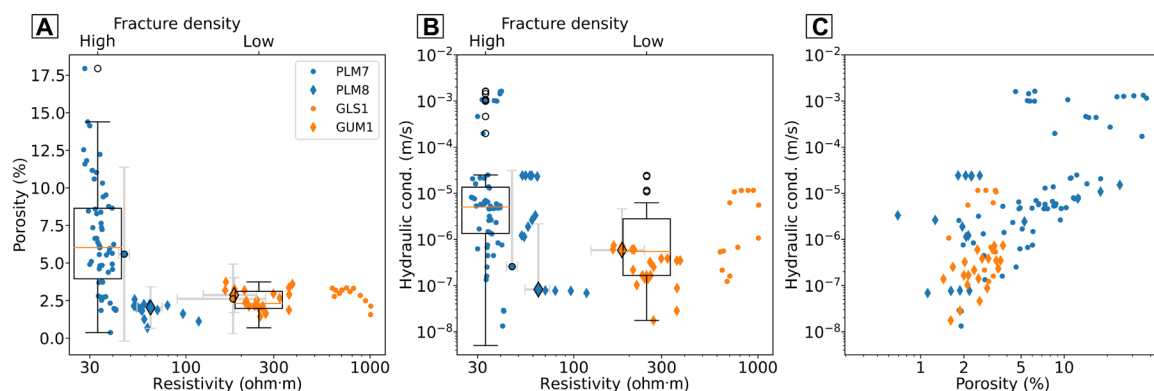 A
Fracture density
High
Low
17.5
15.0
12.5
10.0
7.5
5.0
2.5
0.0
Porosity (%)
PLM7
PLM8
GLS1
GUM1
30
100
300
1000
Resistivity (ohm·m)
B
Fracture density
High
Low
10⁻²
10⁻³
10⁻⁴
10⁻⁵
10⁻⁶
10⁻⁷
10⁻⁸
Hydraulic cond. (m/s)
30
100
300
1000
Resistivity (ohm·m)
C
10⁻²
10⁻³
10⁻⁴
10⁻⁵
10⁻⁶
10⁻⁷
10⁻⁸
Hydraulic cond. (m/s)
1
2
5
10
Porosity (%)